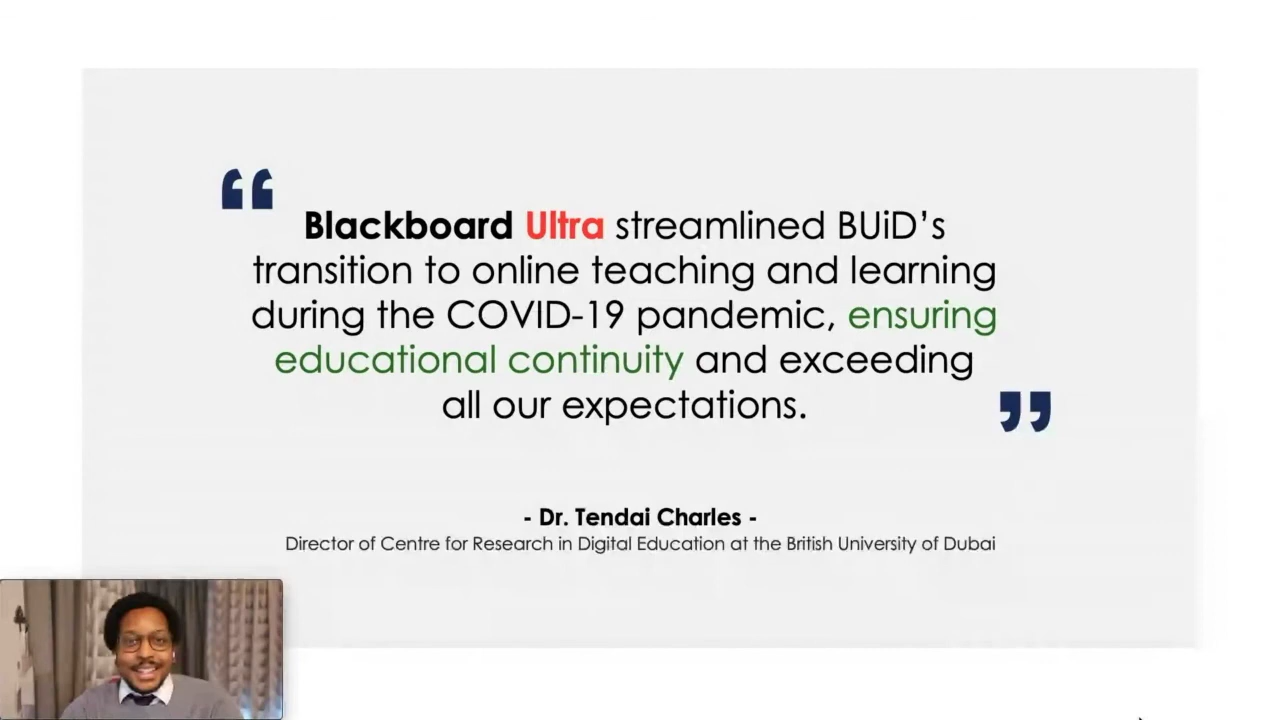 “
Blackboard Ultra streamlined BUiD’s
transition to online teaching and learning
during the COVID-19 pandemic, ensuring
educational continuity and exceeding
all our expectations.
”
- Dr. Tendai Charles -
Director of Centre for Research in Digital Education at the British University of Dubai